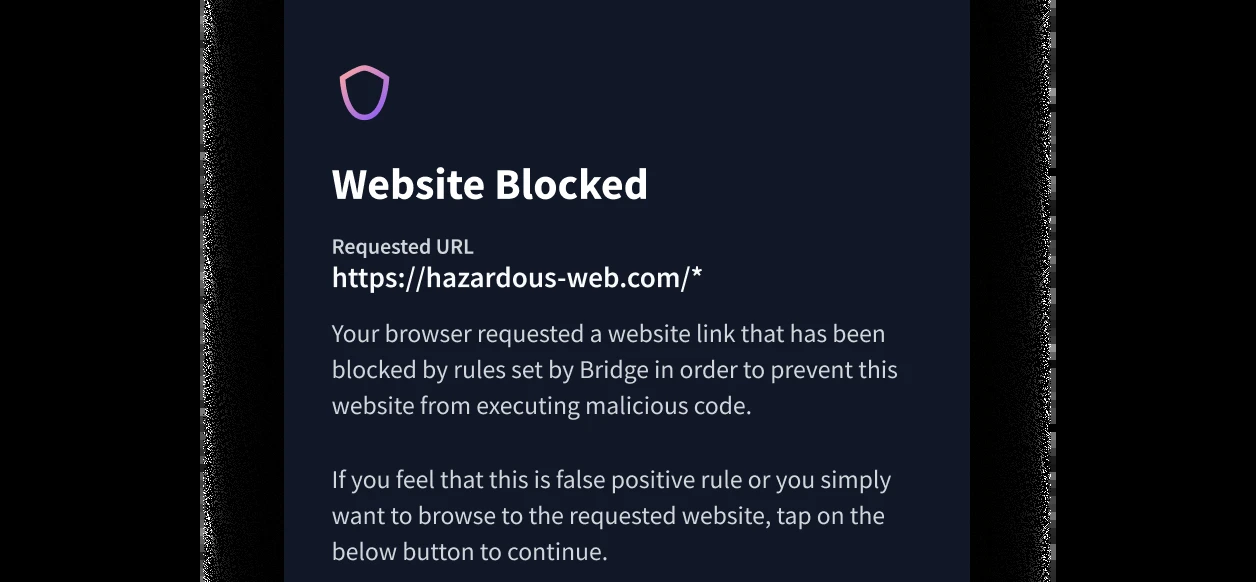 Website Blocked
Requested URL
https://hazardous-web.com/*
Your browser requested a website link that has been
blocked by rules set by Bridge in order to prevent this
website from executing malicious code.
If you feel that this is false positive rule or you simply
want to browse to the requested website, tap on the
below button to continue.